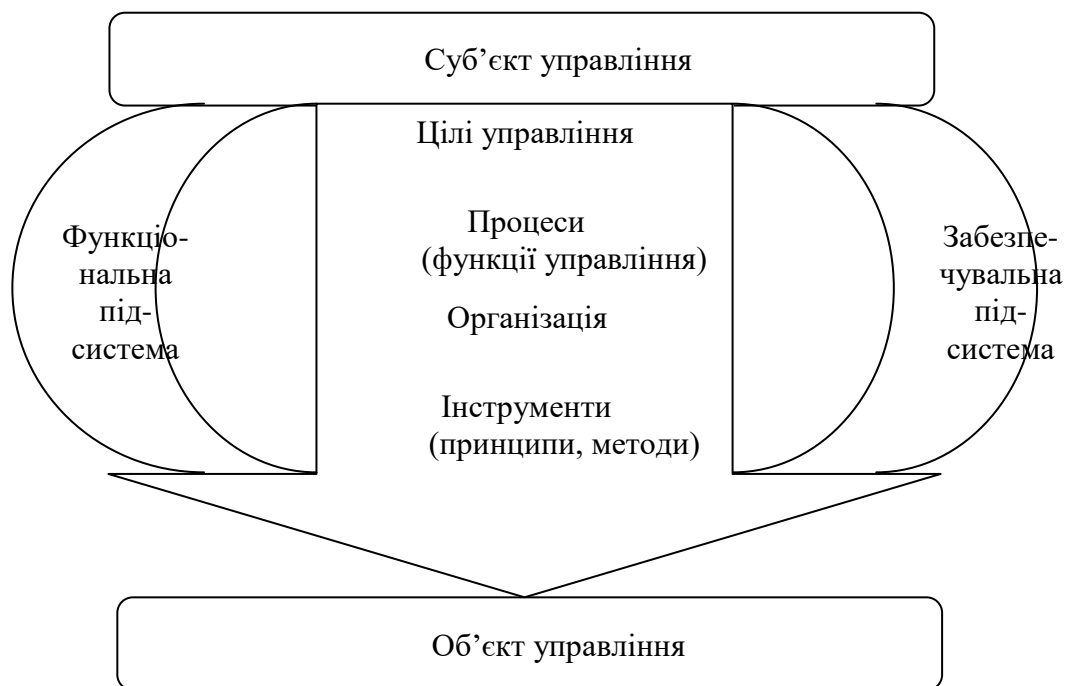 Суб’єкт управління
Цілі управління
Процеси
(функції управління)
Організація
Інструменти
(принципи, методи)
Функціо-
нальна
під-
система
Забезпе-
чувальна
під-
система
Об’єкт управління